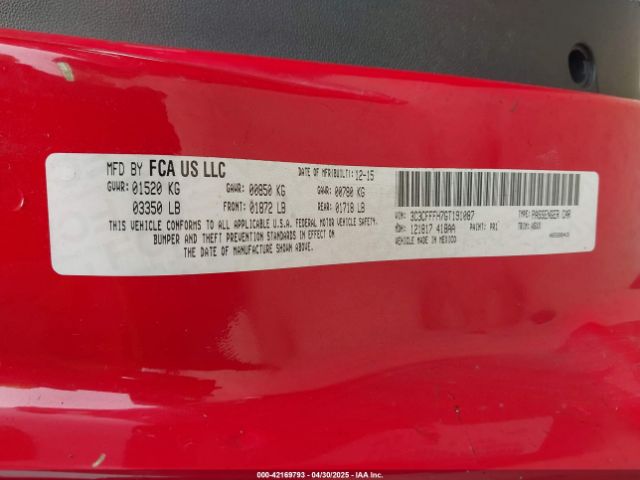 MFD BY FCA US LLC DATE OF MFR(BUILT): 12-15
GVWR: 01520 KG GAWR: 00850 KG GAWR: 00780 KG
03350 LB FRONT: 01872 LB REAR: 01718 LB
THIS VEHICLE CONFORMS TO ALL APPLICABLE U.S.A. FEDERAL MOTOR VEHICLE SAFETY,
BUMPER AND THEFT PREVENTION STANDARDS IN EFFECT ON
THE DATE OF MANUFACTURE SHOWN ABOVE.
VIN: 3C3CFFFH7GT191087 TYPE: PASSENGER CAR
MDH: 121817 418AA PAINT: PR1 TRIM:
VEHICLE MADE IN MEXICO
000-42169793 - 04/30/2025 - IAA Inc.